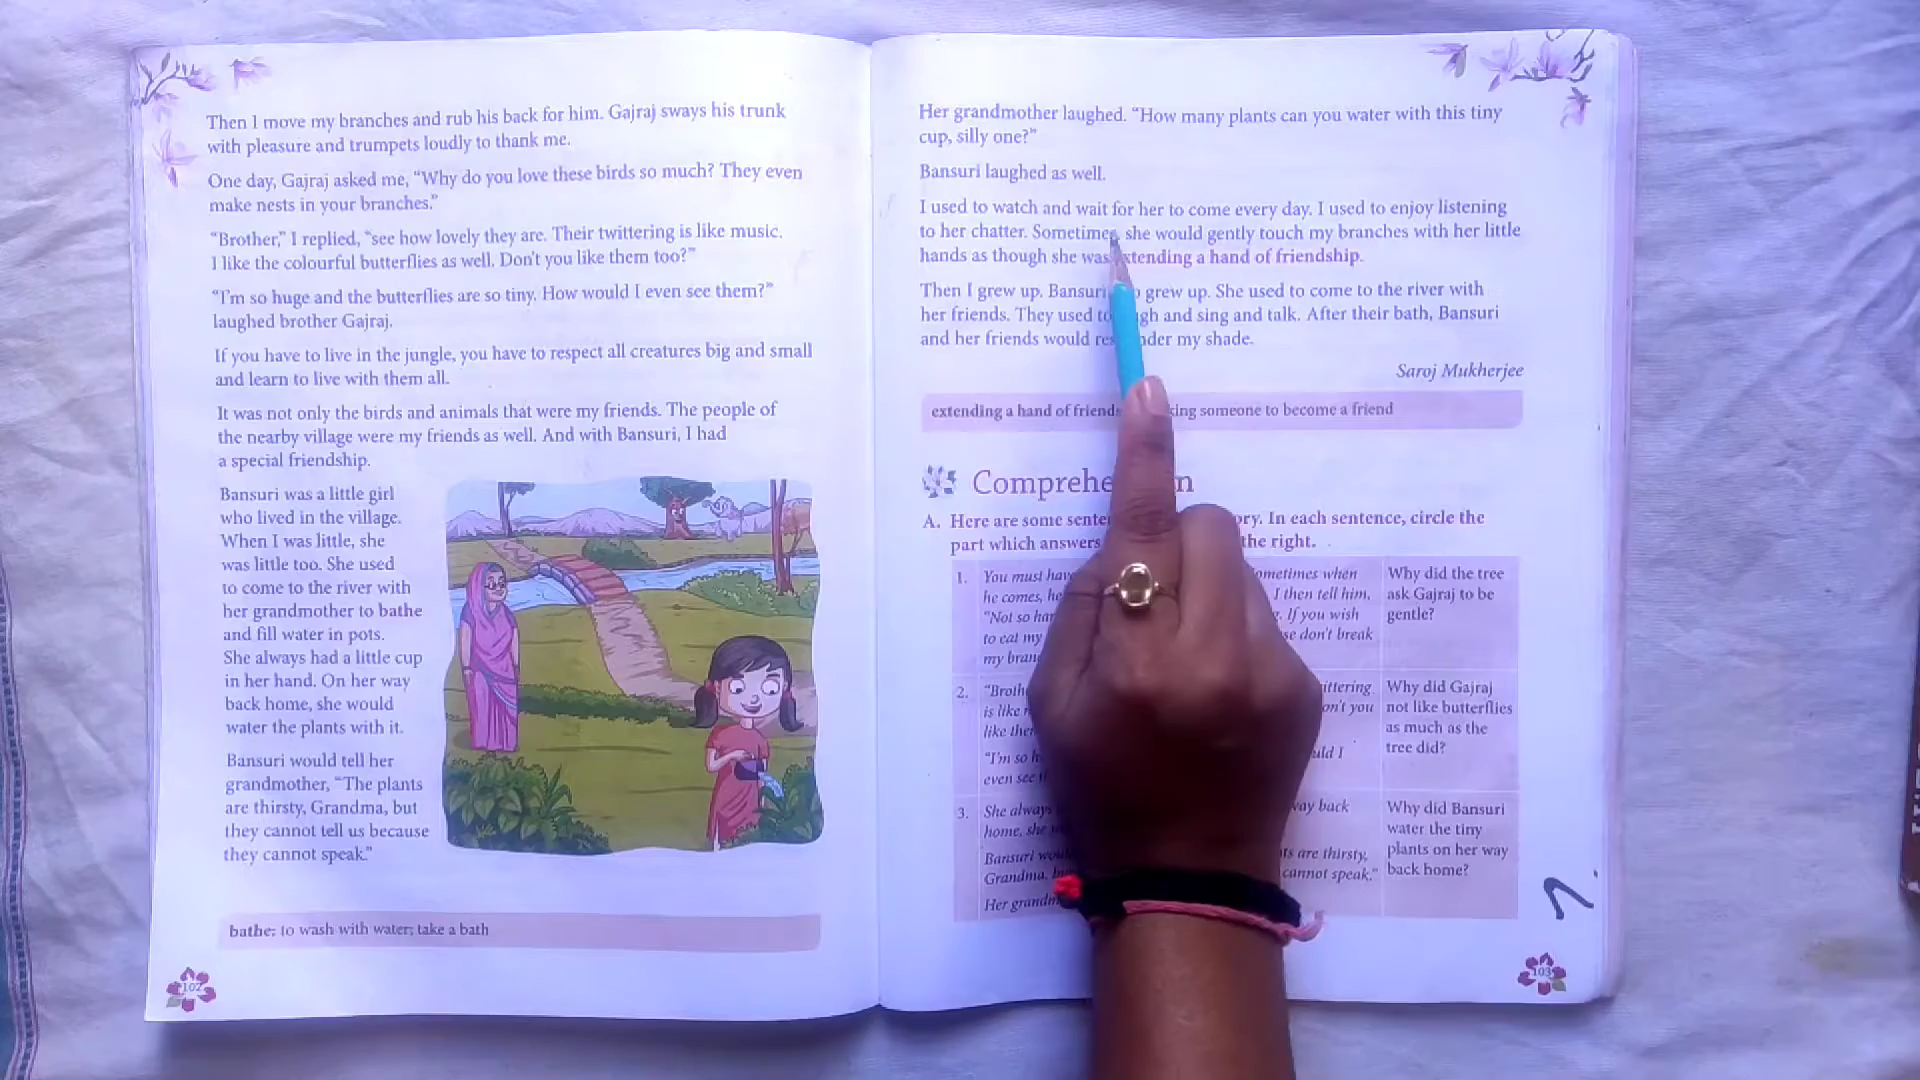 Then I move my branches and rub his back for him. Gajraj sways his trunk
with pleasure and trumpets loudly to thank me.
One day, Gajraj asked me, “Why do you love these birds so much? They even
make nests in your branches.”
“Brother,” I replied, “see how lovely they are. Their twittering is like music.
I like the colourful butterflies as well. Don't you like them too?”
“I'm so huge and the butterflies are so tiny. How would I even see them?”
laughed brother Gajraj.
If you have to live in the jungle, you have to respect all creatures big and small
and learn to live with them all.
It was not only the birds and animals that were my friends. The people of
the nearby village were my friends as well. And with Bansuri, I had
a special friendship.
Bansuri was a little girl
who lived in the village.
When I was little, she
was little too. She used
to come to the river with
her grandmother to bathe
and fill water in pots.
She always had a little cup
in her hand. On her way
back home, she would
water the plants with it.
Bansuri would tell her
grandmother, “The plants
are thirsty, Grandma, but
they cannot tell us because
they cannot speak.”
bathe: to wash with water; take a bath
102
Her grandmother laughed. “How many plants can you water with this tiny
cup, silly one?”
Bansuri laughed as well.
I used to watch and wait for her to come every day. I used to enjoy listening
to her chatter. Sometimes she would gently touch my branches with her little
hands as though she was extending a hand of friendship.
Then I grew up. Bansuri grew up. She used to come to the river with
her friends. They used and sing and talk. After their bath, Bansuri
and her friends would my shade.
Saroj Mukherjee
extending a hand of someone to become a friend
Comprehension
A. Here are some In each sentence, circle the
part which answers the right.
1. You must Sometimes when
he comes, I then tell him,
“Not so If you wish
to eat my don't break
my
Why did the tree
ask Gajraj to be
gentle?
2. twittering
is like don't you
like
“I'm so I
even see
Why did Gajraj
not like butterflies
as much as the
tree did?
3. She always way back
home, she
Bansuri are thirsty,
Grandma, cannot speak.”
Her
Why did Bansuri
water the tiny
plants on her way
back home?
103